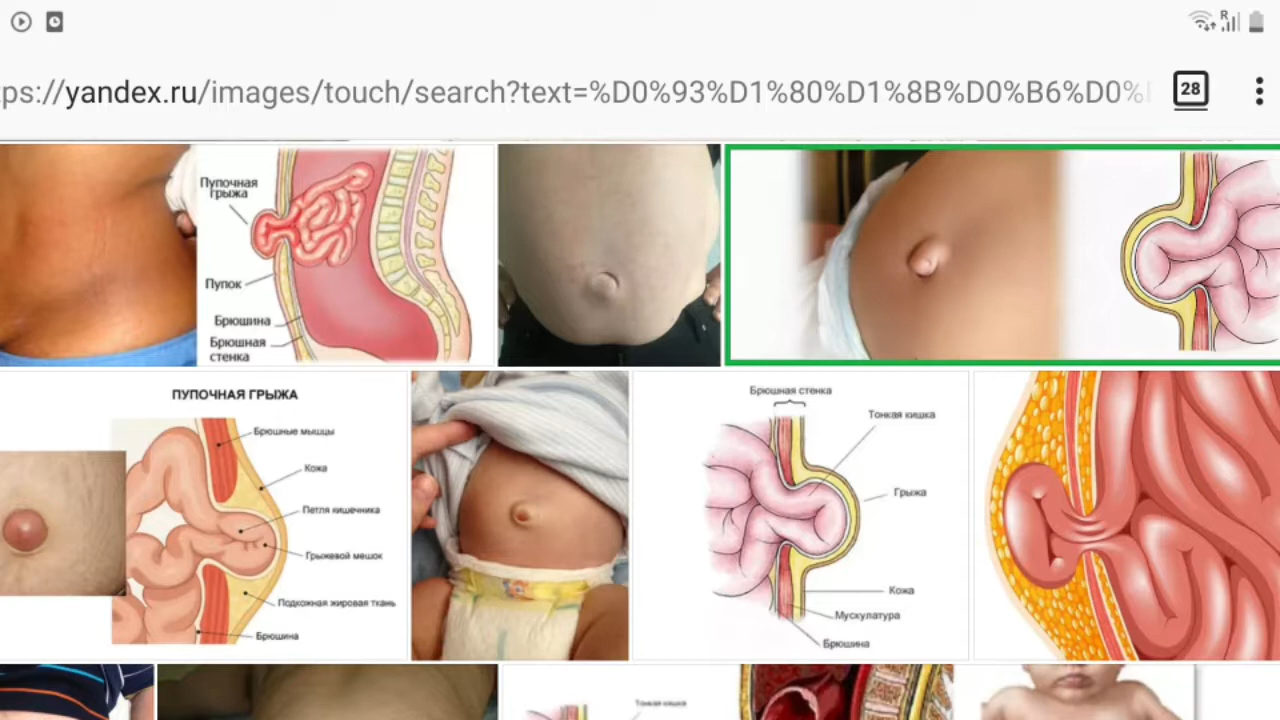 R
ps://yandex.ru/images/touch/search?text=%D0%93%D1%80%D1%8B%D0%B6%D0%
28
Пупочная
грыжа
Пупок
Брюшина
Брюшная
стенка
ПУПОЧНАЯ ГРЫЖА
Брюшные мышцы
Кожа
Петля кишечника
Грыжевой мешок
Подкожная жировая ткань
Брюшина
Брюшная стенка
Тонкая кишка
Грыжа
Кожа
Мускулатура
Брюшина
Тонкая кишка